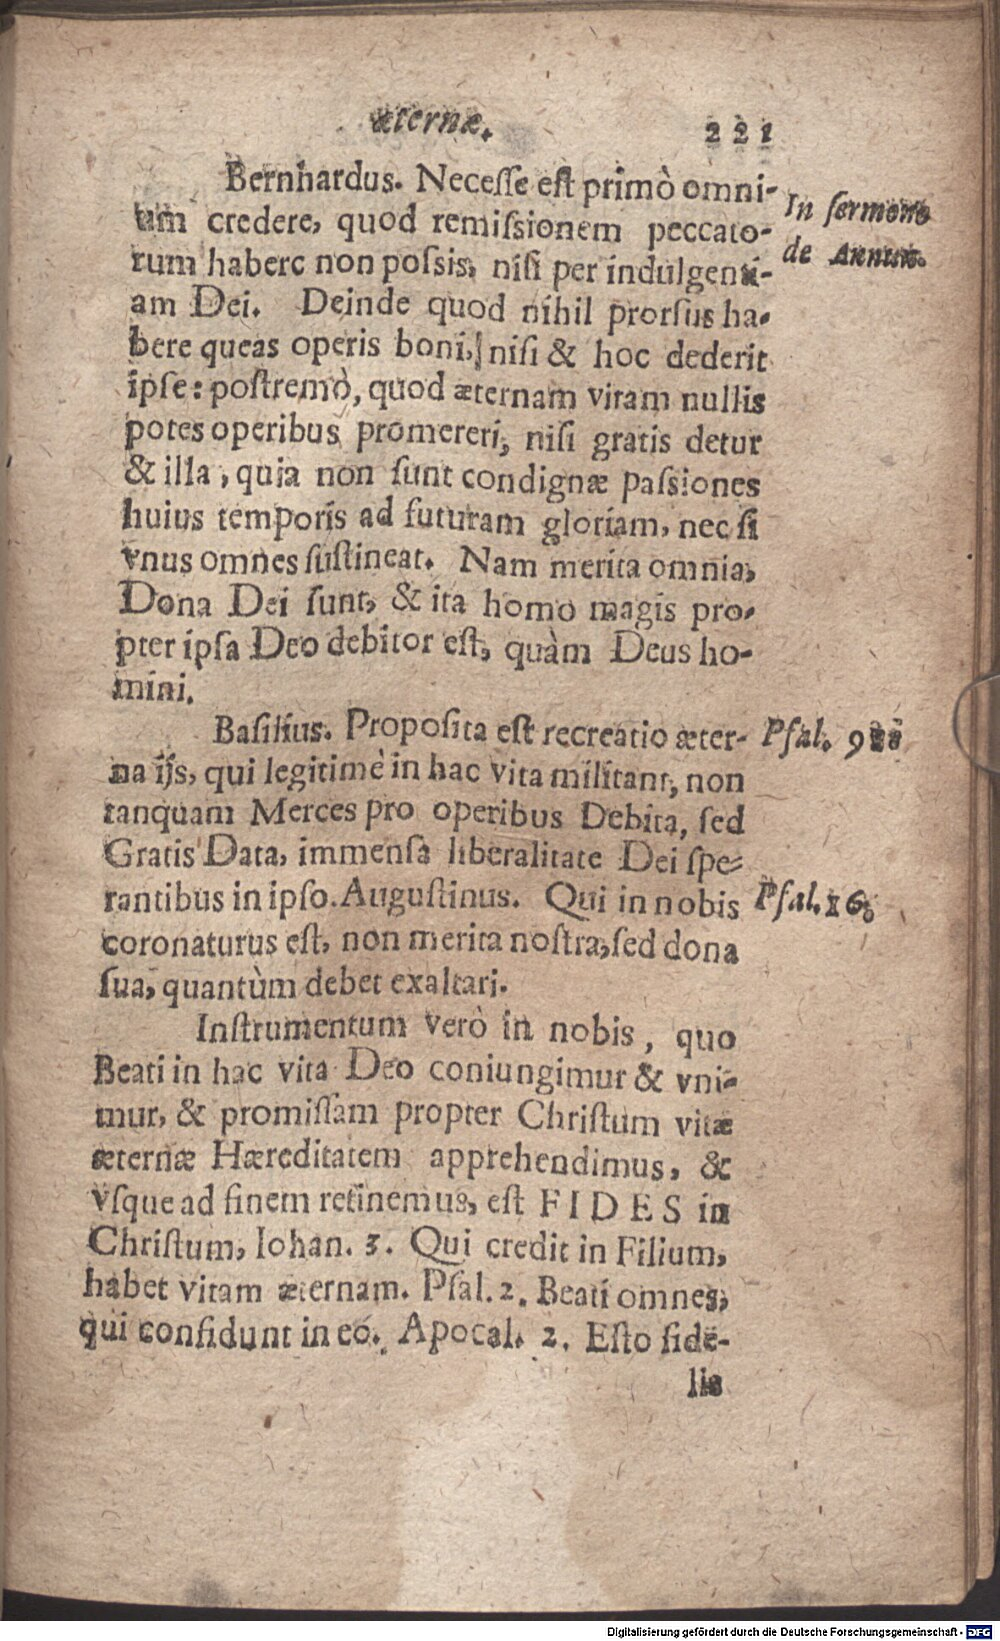 æternæ. 221
Bernhardus. Necesse est primò omni-
um credere, quod remissionem peccato-
rum habere non possis, nisi per indulgenti-
am Dei. Deinde quod nihil prorsus ha-
bere queas operis boni, nisi & hoc dederit
ipse: postremò, quod æternam vitam nullis
potes operibus promereri, nisi gratis detur
& illa, quia non sunt condignæ passiones
huius temporis ad futuram gloriam, nec si
vnus omnes sustineat. Nam merita omnia,
Dona Dei sunt, & ita homo magis pro-
pter ipsa Deo debitor est, quàm Deus ho-
mini.
In sermone
de Annun.
Basilius. Proposita est recreatio æter-
na ijs, qui legitimè in hac vita militant, non
tanquam Merces pro operibus Debita, sed
Gratis Data, immensa liberalitate Dei spe-
rantibus in ipso. Augustinus. Qui in nobis
coronaturus est, non merita nostra, sed dona
sua, quantùm debet exaltari.
Psal.
Psal. 16.
Instrumentum verò in nobis, quo
Beati in hac vita Deo coniungimur & vni-
mur, & promissam propter Christum vitæ
æternæ Hæreditatem apprehendimus, &
vsque ad finem retinemus, est FIDES in
Christum, Iohan. 3. Qui credit in Filium,
habet vitam æternam. Psal. 2. Beati omnes,
qui confidunt in eo. Apocal. 2. Esto fide-
lis
Digitalisierung gefördert durch die Deutsche Forschungsgemeinschaft - DFG